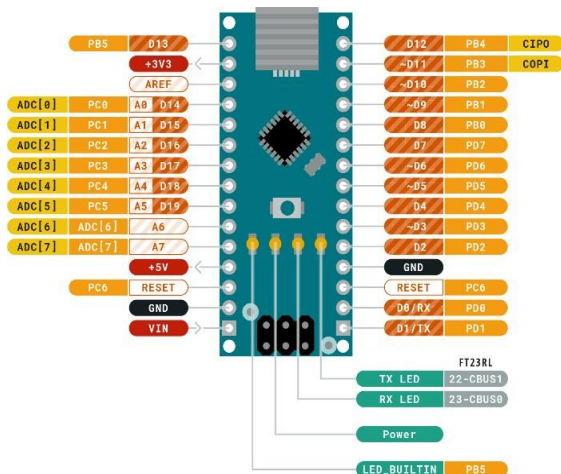 PB5 D13 D12 PB4 CIPO
+3V3 ~D11 PB3 COPI
AREF ~D10 PB2
ADC[0] PC0 A0 D14 ~D9 PB1
ADC[1] PC1 A1 D15 D8 PB0
ADC[2] PC2 A2 D16 D7 PD7
ADC[3] PC3 A3 D17 ~D6 PD6
ADC[4] PC4 A4 D18 ~D5 PD5
ADC[5] PC5 A5 D19 D4 PD4
ADC[6] ADC[6] A6 ~D3 PD3
ADC[7] ADC[7] A7 D2 PD2
+5V GND
PC6 RESET RESET PC6
GND D0/RX PD0
VIN D1/TX PD1
FT23RL
TX LED 22-CBUS1
RX LED 23-CBUS0
Power
LED_BUILTIN PB5